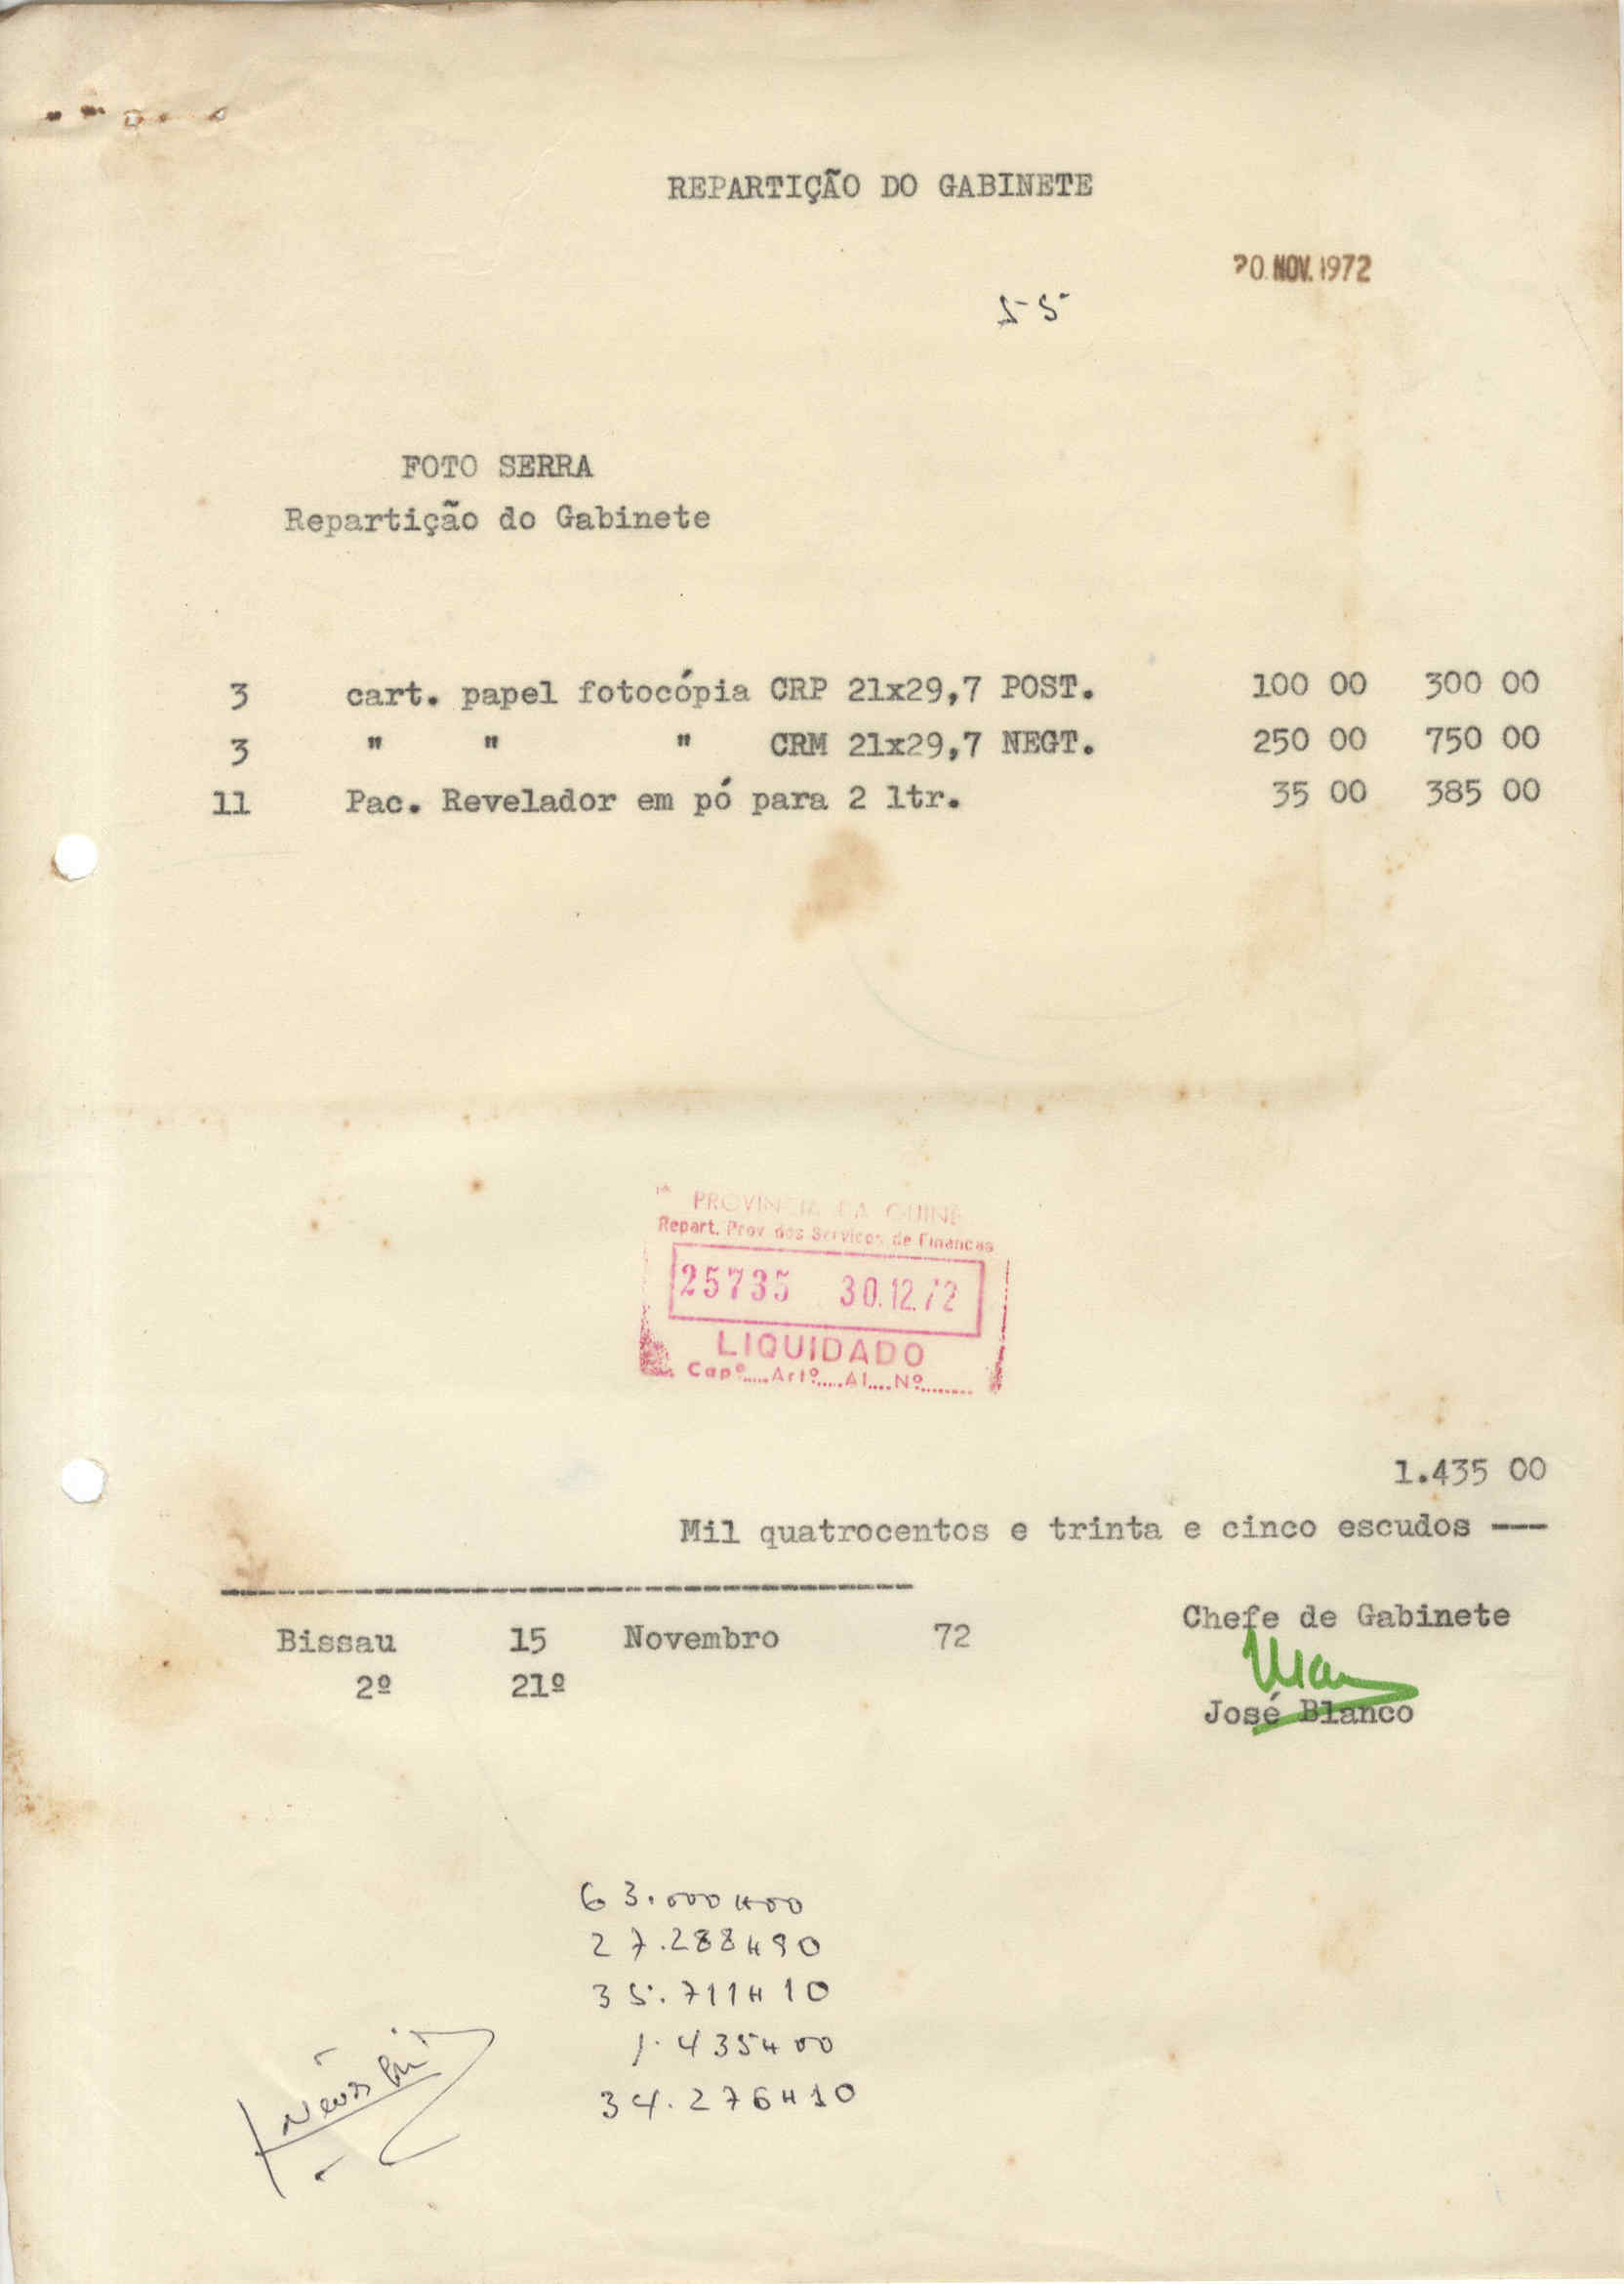 REPARTIÇÃO DO GABINETE
20.NOV.1972
55
FOTO SERRA
Repartição do Gabinete
3 cart. papel fotocópia CRP 21x29,7 POST. 100 00 300 00
3 " " " CRM 21x29,7 NEGT. 250 00 750 00
11 Pac. Revelador em pó para 2 ltr. 35 00 385 00
PROVINCIA DA GUINÉ
Repart. Prov dos Serviços de Finanças
25735 30.12.72
LIQUIDADO
Capº.....Artº.....Al....Nº........
1.435 00
Mil quatrocentos e trinta e cinco escudos ---
Bissau 15 Novembro 72
2º 21º
Chefe de Gabinete
José Blanco
63.000$00
27.288$90
35.711$10
1.435$00
34.276$10